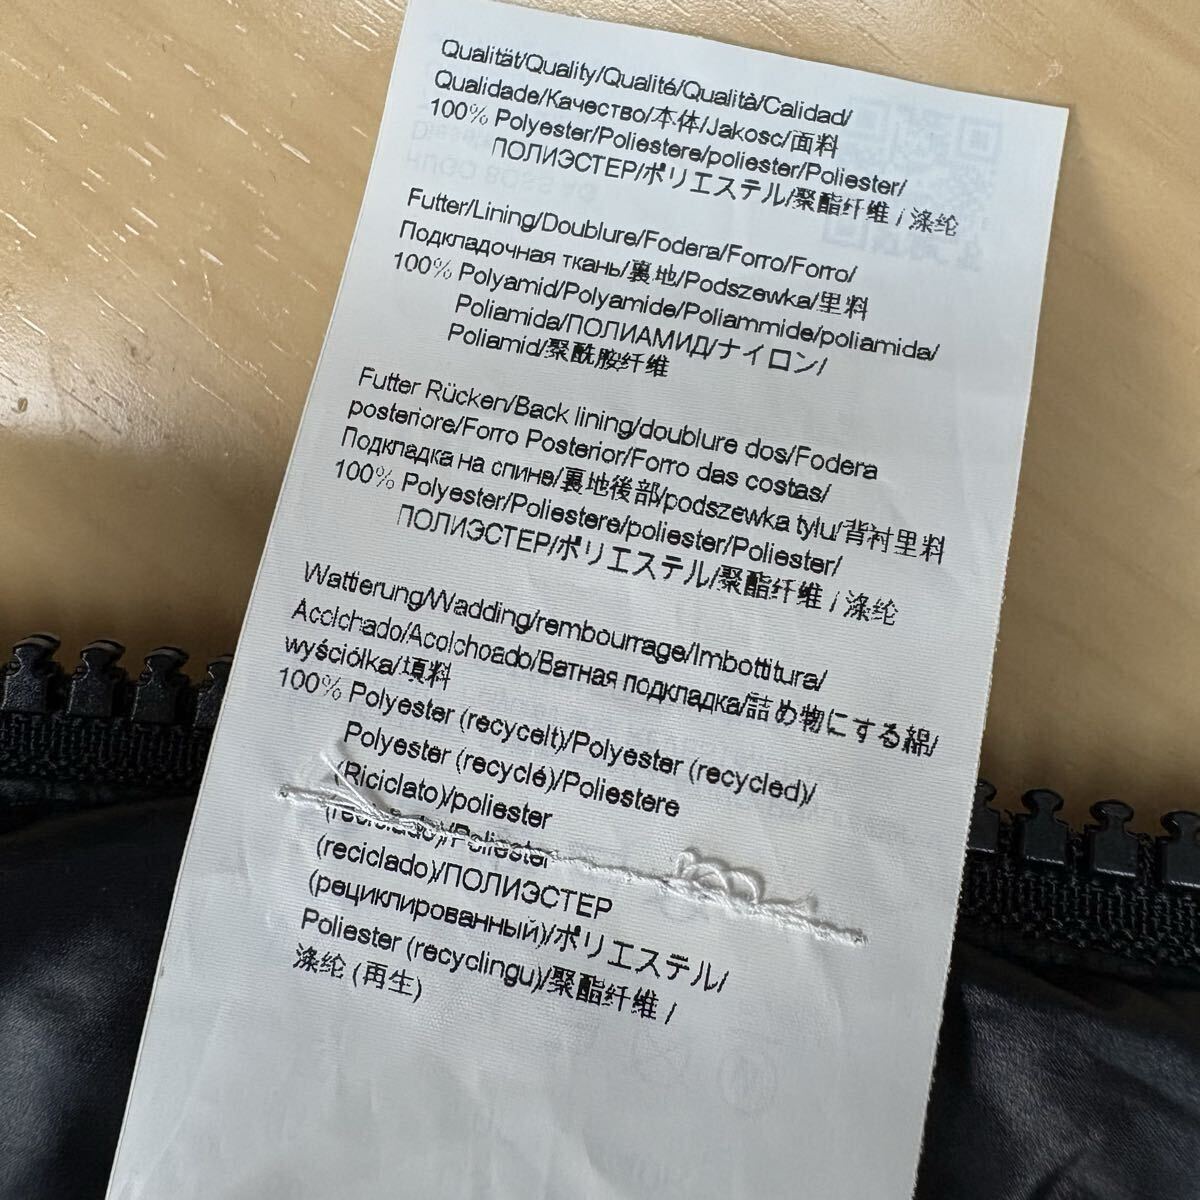 Qualität/Quality/Qualité/Qualità/Calidad/
Qualidade/Качество/本体/Jakosc/面料
100% Polyester/Poliestere/poliester/Poliester/
ПОЛИЭСТЕР/ポリエステル/聚酯纤维 / 涤纶
Futter/Lining/Doublure/Fodera/Forro/Forro/
Подкладочная ткань/裏地/Podszewka/里料
100% Polyamid/Polyamide/Poliammide/poliamida/
Poliamida/ПОЛИАМИД/ナイロン/
Poliamid/聚酰胺纤维
Futter Rücken/Back lining/doublure dos/Fodera
posteriore/Forro Posterior/Forro das costas/
Подкладка на спине/裏地後部/podszewka tylu/背衬里料
100% Polyester/Poliestere/poliester/Poliester/
ПОЛИЭСТЕР/ポリエステル/聚酯纤维 / 涤纶
Wattierung/Wadding/rembourrage/Imbottitura/
Acolchado/Acolchoado/Ватная подкладка/詰め物にする綿/
wyściólka/填料
100% Polyester (recycelt)/Polyester (recycled)/
Polyester (recyclé)/Poliestere
(Riciclato)/poliester
(reciclado)/Poliester
(reciclado)/ПОЛИЭСТЕР
(рециклированный)/ポリエステル/
Poliester (recyclingu)/聚酯纤维 /
涤纶 (再生)
HUGO BOSS AG